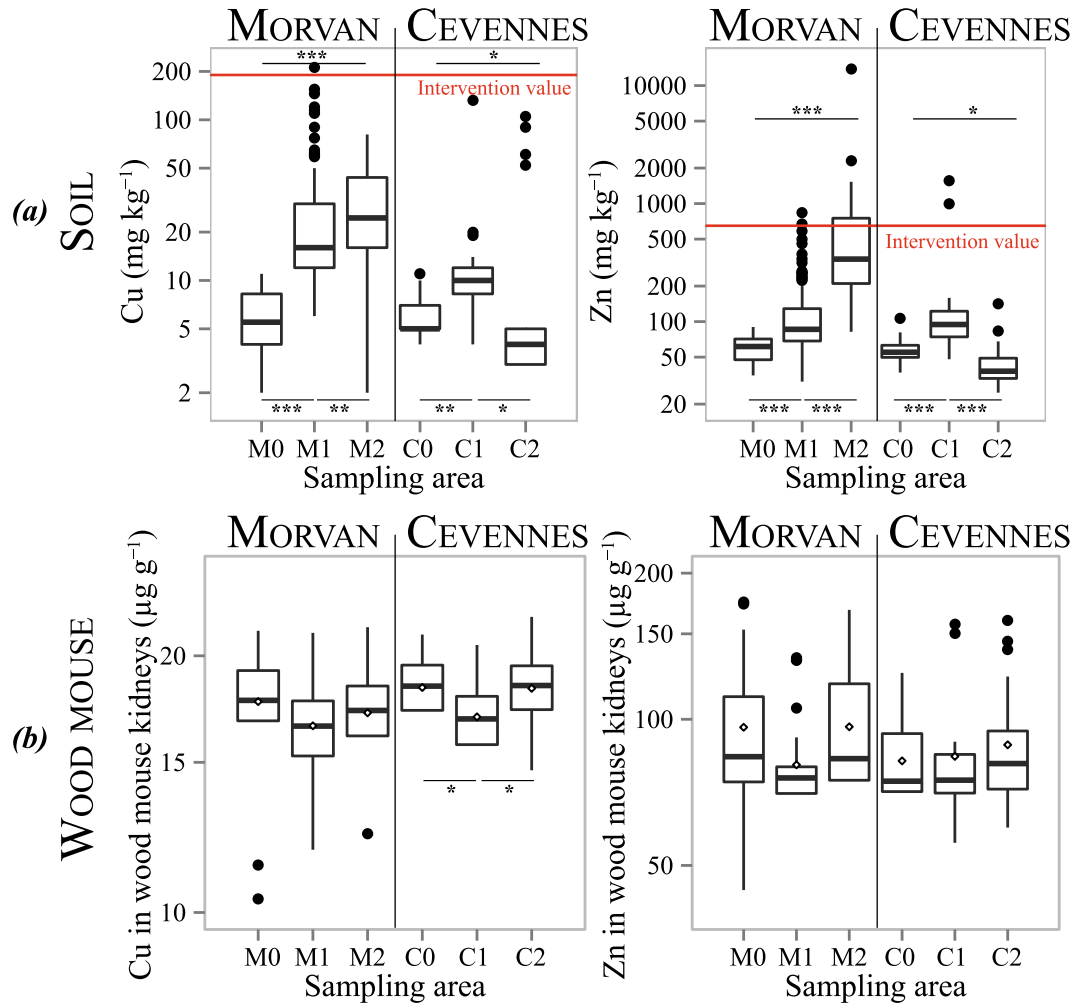 MORVAN CEVENNES
(a) SOIL
Cu (mg kg⁻¹)
200
100
50
20
10
5
2
Intervention value
*** *
*** ** ** *
M0 M1 M2 C0 C1 C2
Sampling area
MORVAN CEVENNES
Zn (mg kg⁻¹)
10000
5000
2000
1000
500
200
100
50
20
*** *
Intervention value
*** *** *** ***
M0 M1 M2 C0 C1 C2
Sampling area
MORVAN CEVENNES
(b) WOOD MOUSE
Cu in wood mouse kidneys (µg g⁻¹)
20
15
10
* *
M0 M1 M2 C0 C1 C2
Sampling area
MORVAN CEVENNES
Zn in wood mouse kidneys (µg g⁻¹)
200
150
100
50
M0 M1 M2 C0 C1 C2
Sampling area